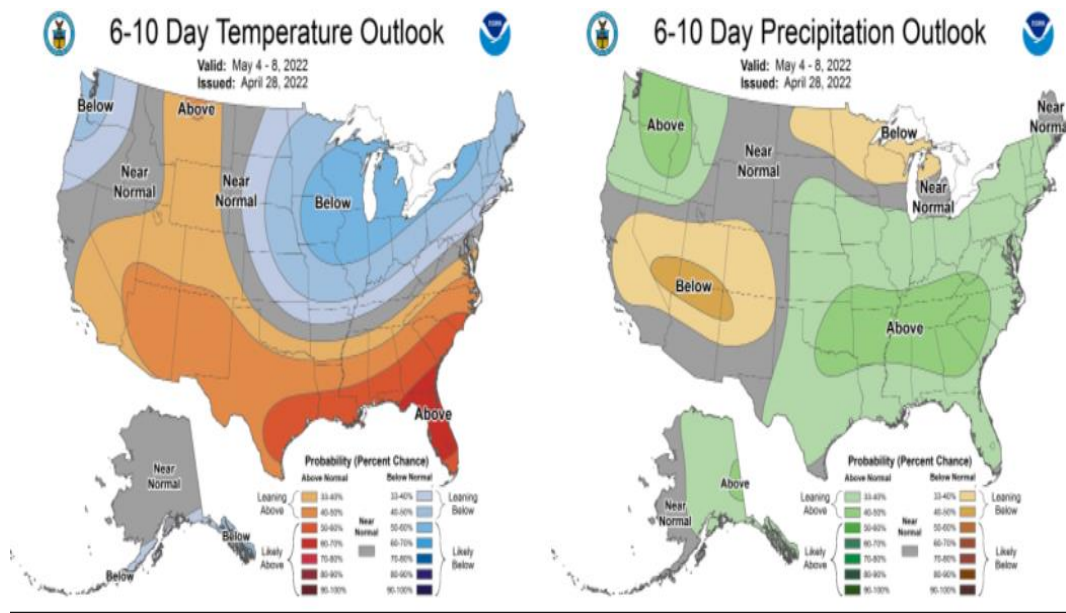 6-10 Day Temperature Outlook
Valid: May 4 - 8, 2022
Issued: April 28, 2022
Below
Above
Near
Normal
Near
Normal
Below
Above
Near
Normal
Below
Below
Probability (Percent Chance)
Above Normal
Below Normal
Leaning
Above
Likely
Above
33-40%
40-50%
50-60%
60-70%
70-80%
80-90%
90-100%
Near
Normal
33-40%
40-50%
50-60%
60-70%
70-80%
80-90%
90-100%
Leaning
Below
Likely
Below
6-10 Day Precipitation Outlook
Valid: May 4 - 8, 2022
Issued: April 28, 2022
Above
Near
Normal
Below
Near
Normal
Near
Normal
Below
Above
Above
Near
Normal
Probability (Percent Chance)
Above Normal
Below Normal
Leaning
Above
Likely
Above
33-40%
40-50%
50-60%
60-70%
70-80%
80-90%
90-100%
Near
Normal
33-40%
40-50%
50-60%
60-70%
70-80%
80-90%
90-100%
Leaning
Below
Likely
Below